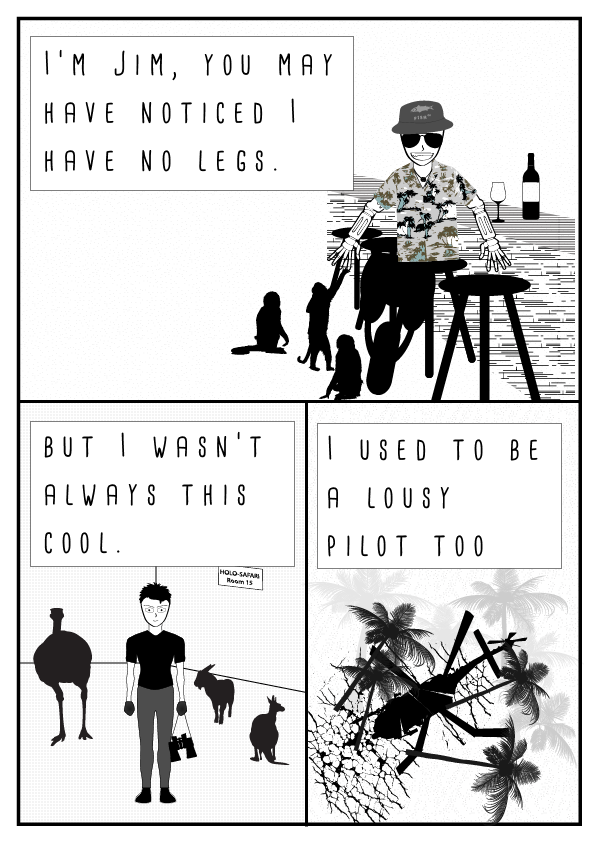 I'M JIM, YOU MAY
HAVE NOTICED I
HAVE NO LEGS.
BUT I WASN'T
ALWAYS THIS
COOL.
HOLO-SAFARI
Room 15
I USED TO BE
A LOUSY
PILOT TOO